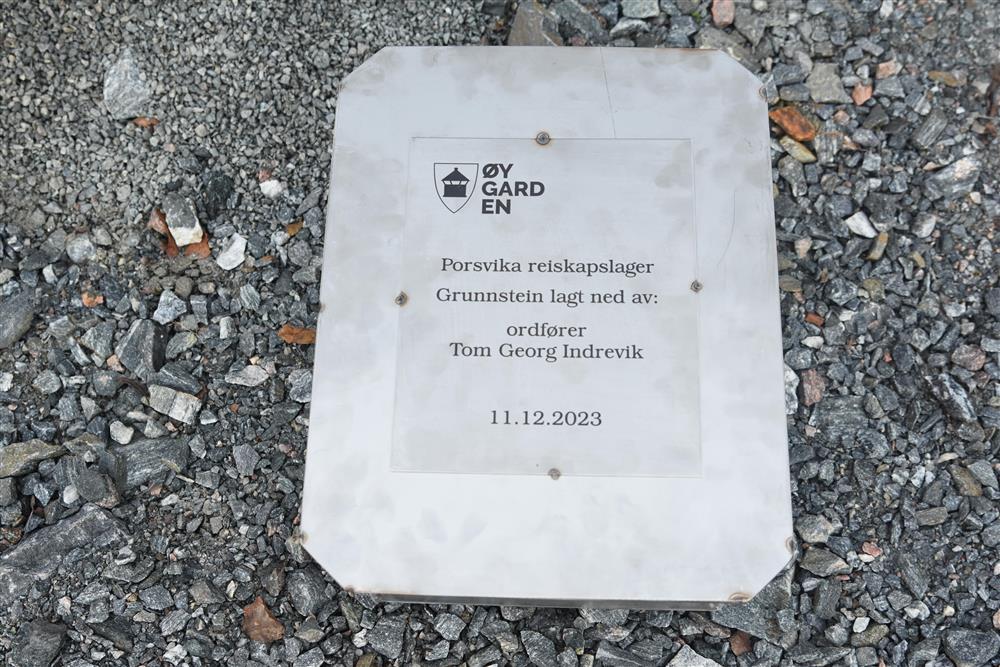 ØY
GARD
EN
Porsvika reiskapslager
Grunnstein lagt ned av:
ordfører
Tom Georg Indrevik
11.12.2023